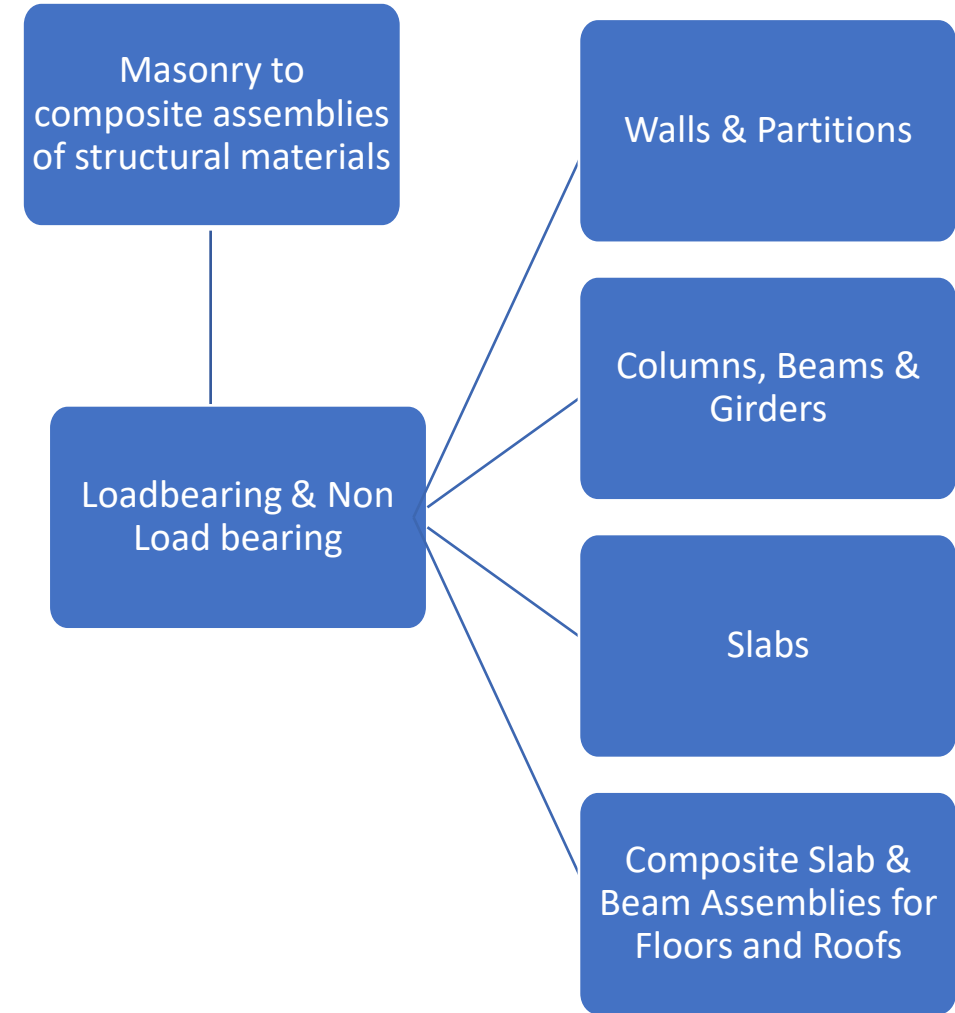 Masonry to
composite assemblies
of structural materials
Loadbearing & Non
Load bearing
Walls & Partitions
Columns, Beams &
Girders
Slabs
Composite Slab &
Beam Assemblies for
Floors and Roofs